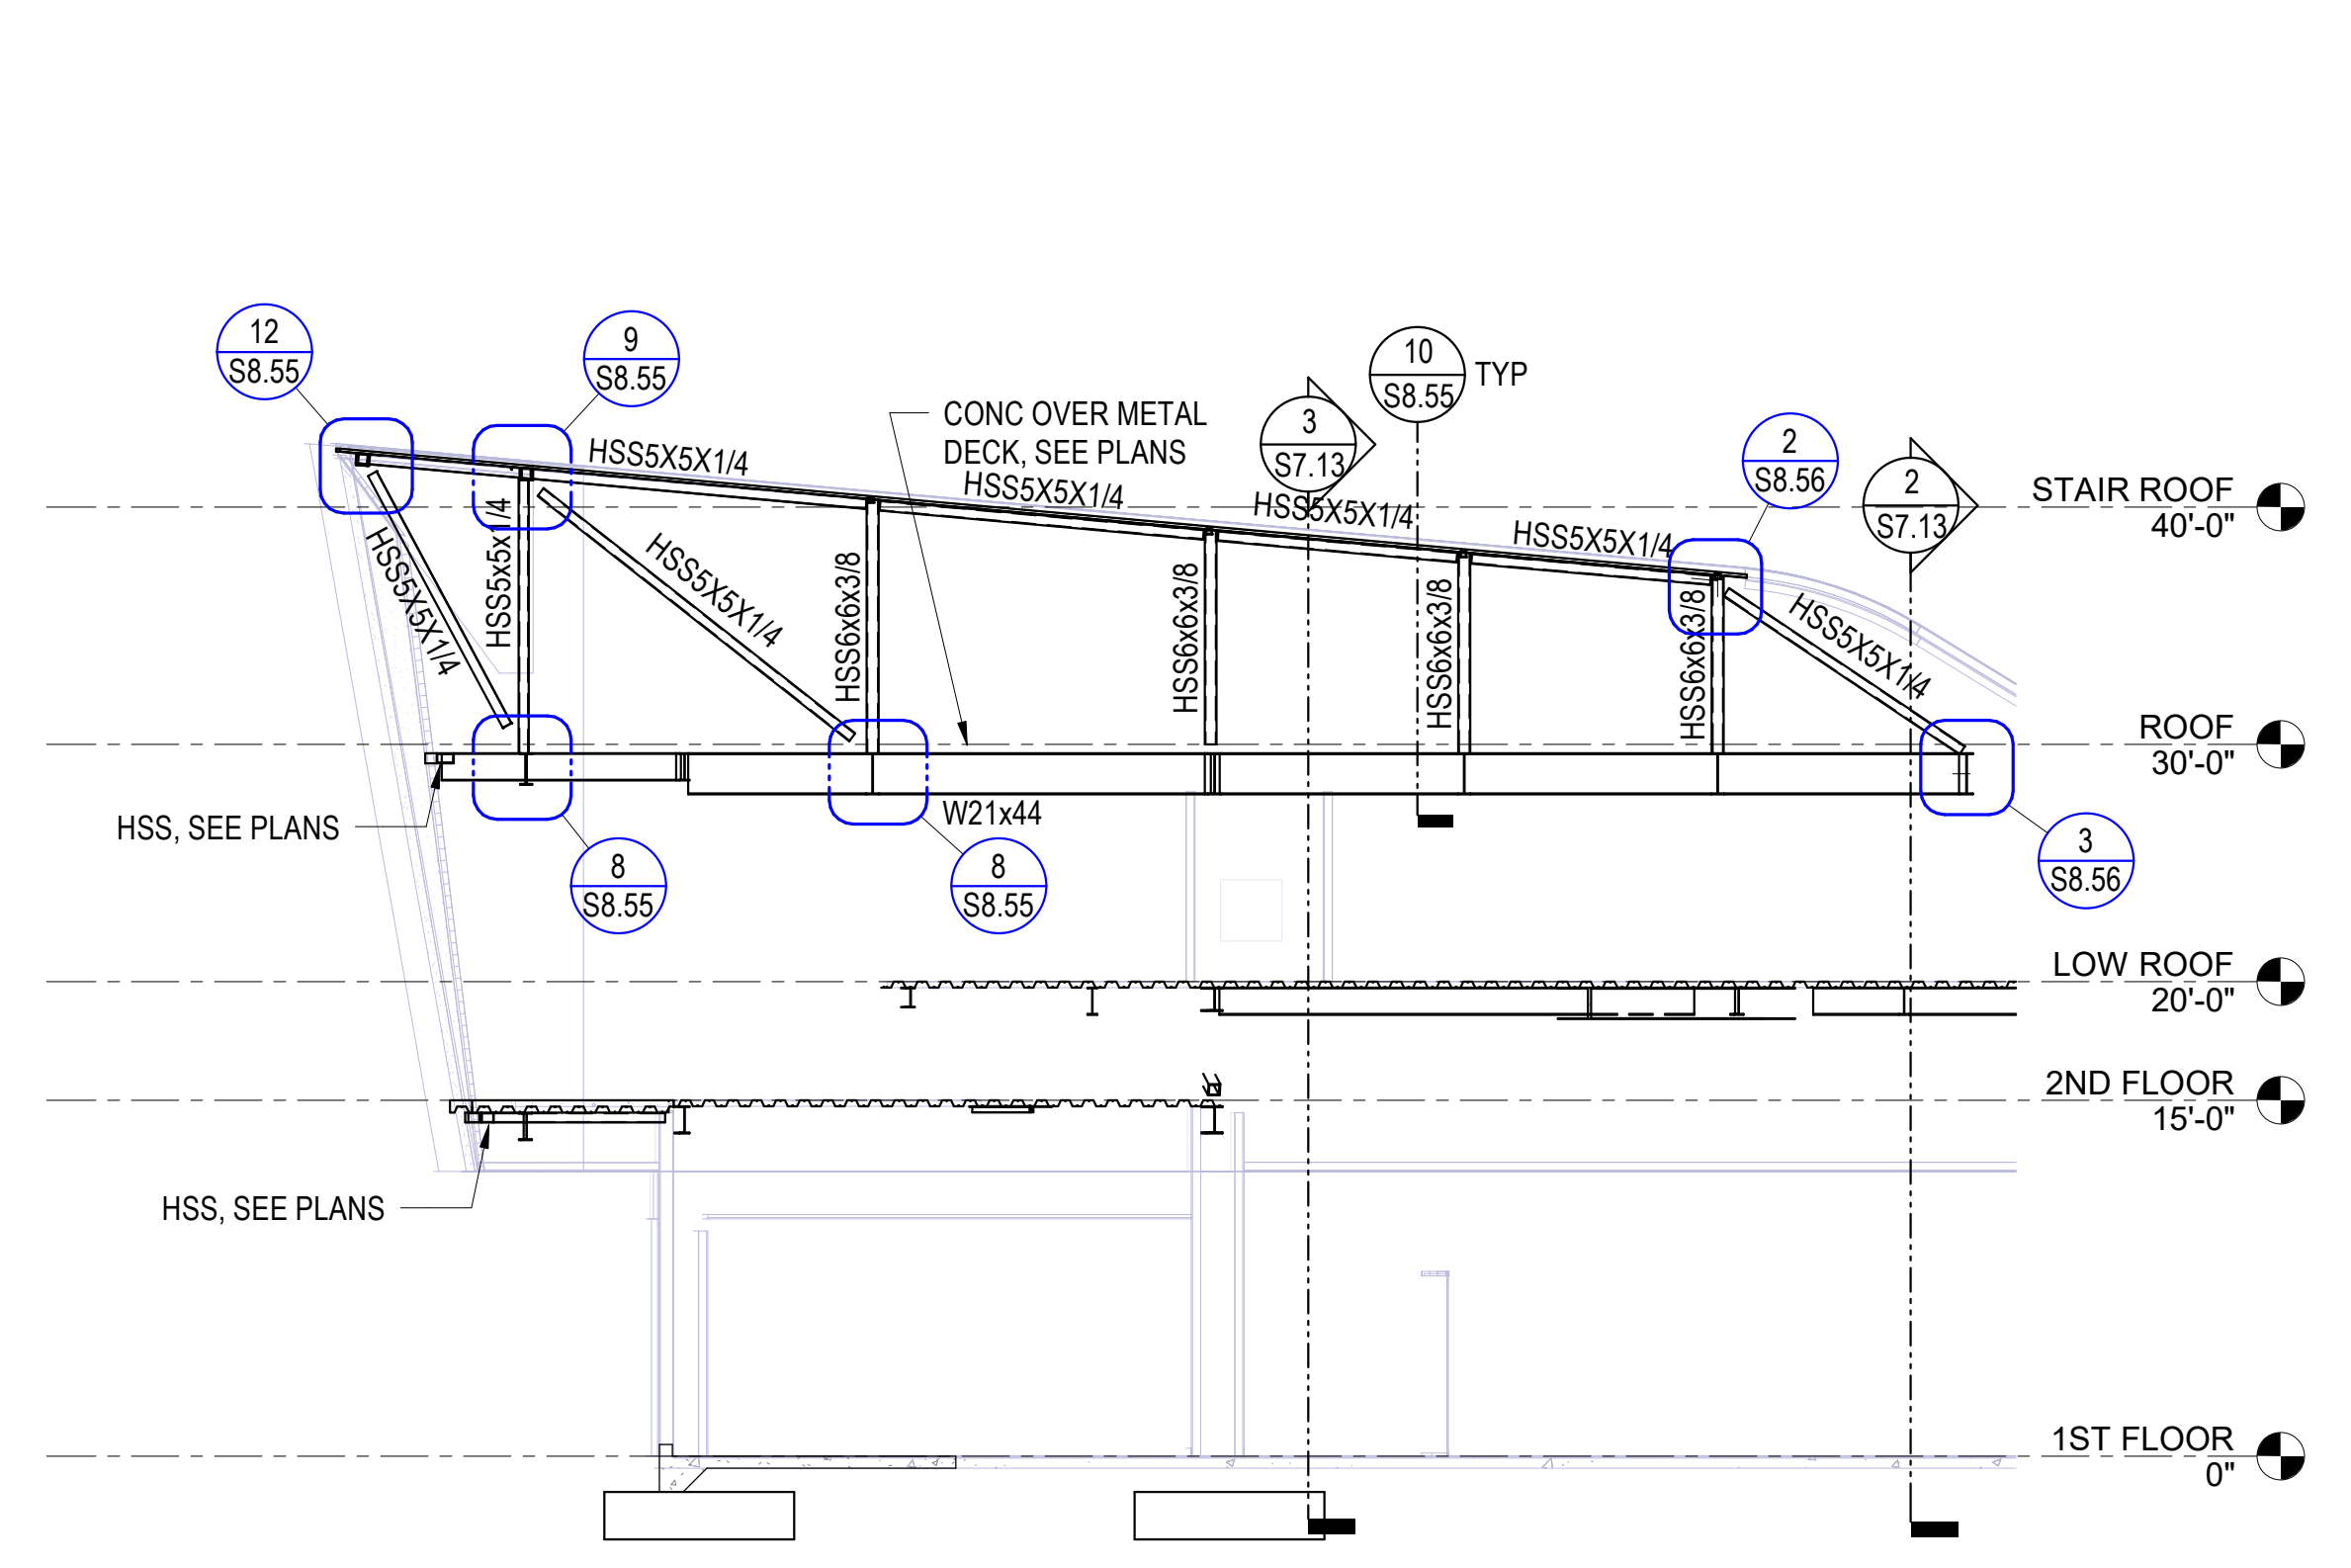 12
S8.55
9
S8.55
10
S8.55
TYP
CONC OVER METAL
DECK, SEE PLANS
3
S7.13
2
S8.56
2
S7.13
STAIR ROOF
40'-0"
HSS5X5X1/4
HSS5X5X1/4
HSS5X5X1/4
HSS5X5X1/4
HSS5X5X1/4
HSS5x5x1/4
HSS5X5X1/4
HSS6x6x3/8
HSS6x6x3/8
HSS6x6x3/8
HSS6x6x3/8
HSS5X5X1/4
ROOF
30'-0"
HSS, SEE PLANS
W21x44
8
S8.55
8
S8.55
3
S8.56
LOW ROOF
20'-0"
2ND FLOOR
15'-0"
HSS, SEE PLANS
1ST FLOOR
0"